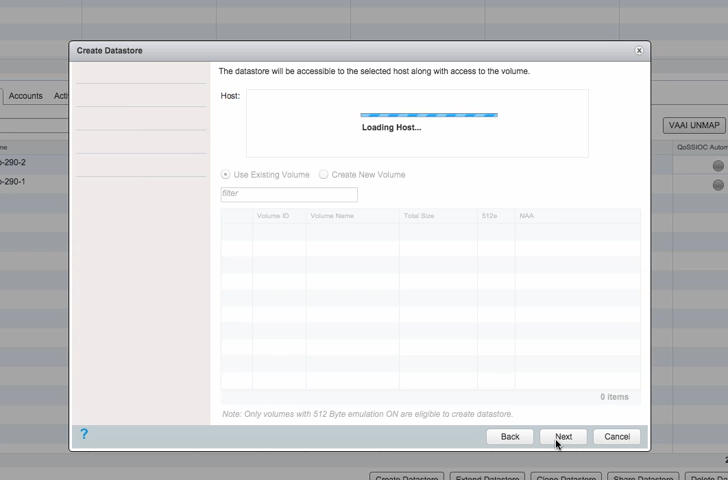 Create Datastore
The datastore will be accessible to the selected host along with access to the volume.
Host:
Loading Host...
Use Existing Volume Create New Volume
filter
Volume ID Volume Name Total Size 512e NAA
0 items
Note: Only volumes with 512 Byte emulation ON are eligible to create datastore.
? Back Next Cancel
Accounts
VAAI UNMAP
QoSSIOC Autom
-290-2
-290-1
Create Datastore Extend Datastore Clone Datastore Share Datastore Delete Da